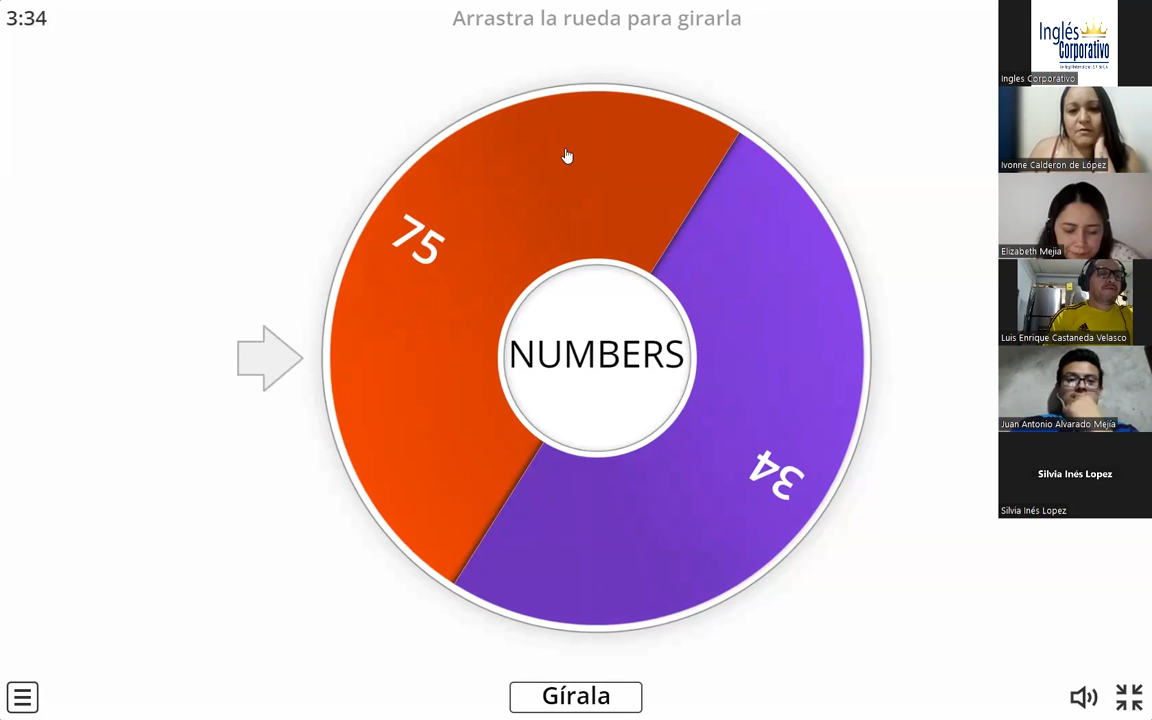 3:34
Arrastra la rueda para girarla
75
NUMBERS
34
Gírala
Inglés
Corporativo
Ingles Corporativo
Ivonne Calderon de López
Elizabeth Mejia
Luis Enrique Castaneda Velasco
Juan Antonio Alvarado Mejía
Silvia Inés Lopez
Silvia Inés Lopez